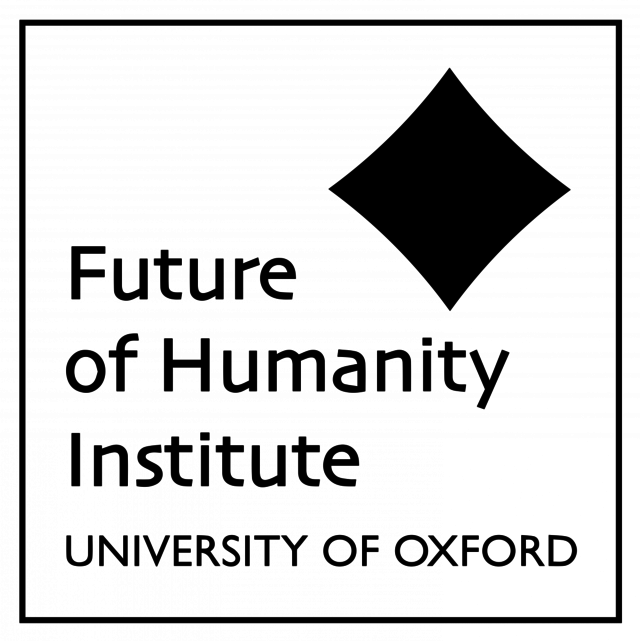 Future
of Humanity
Institute
UNIVERSITY OF OXFORD